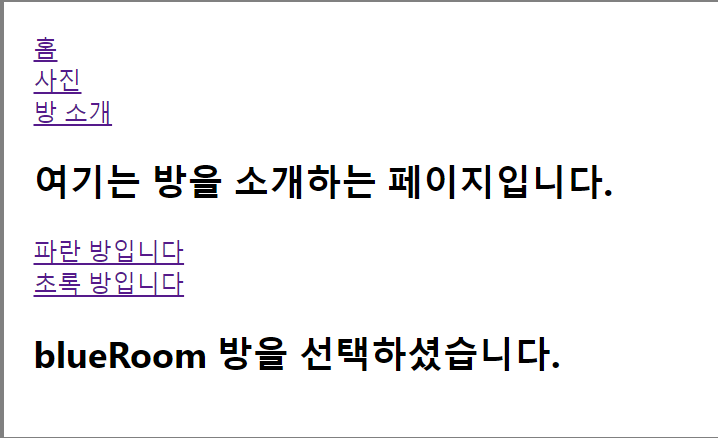 홈
사진
방 소개
여기는 방을 소개하는 페이지입니다.
파란 방입니다
초록 방입니다
blueRoom 방을 선택하셨습니다.